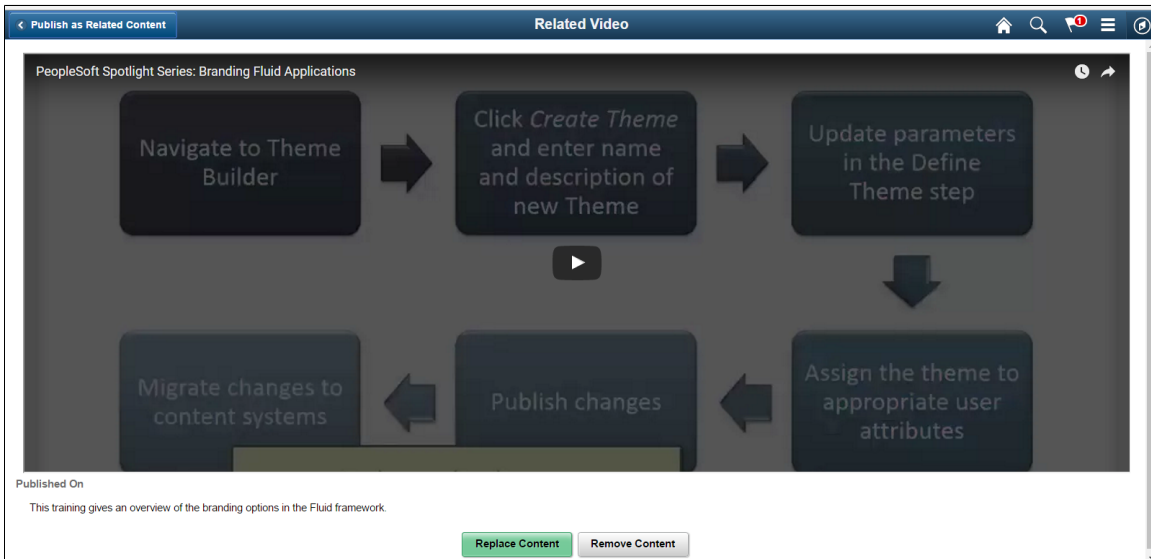 Publish as Related Content
Related Video
1
PeopleSoft Spotlight Series: Branding Fluid Applications
Navigate to Theme
Builder
Click Create Theme
and enter name
and description of
new Theme
Update parameters
in the Define
Theme step
Migrate changes to
content systems
Publish changes
Assign the theme to
appropriate user
attributes
Published On
This training gives an overview of the branding options in the Fluid framework.
Replace Content
Remove Content